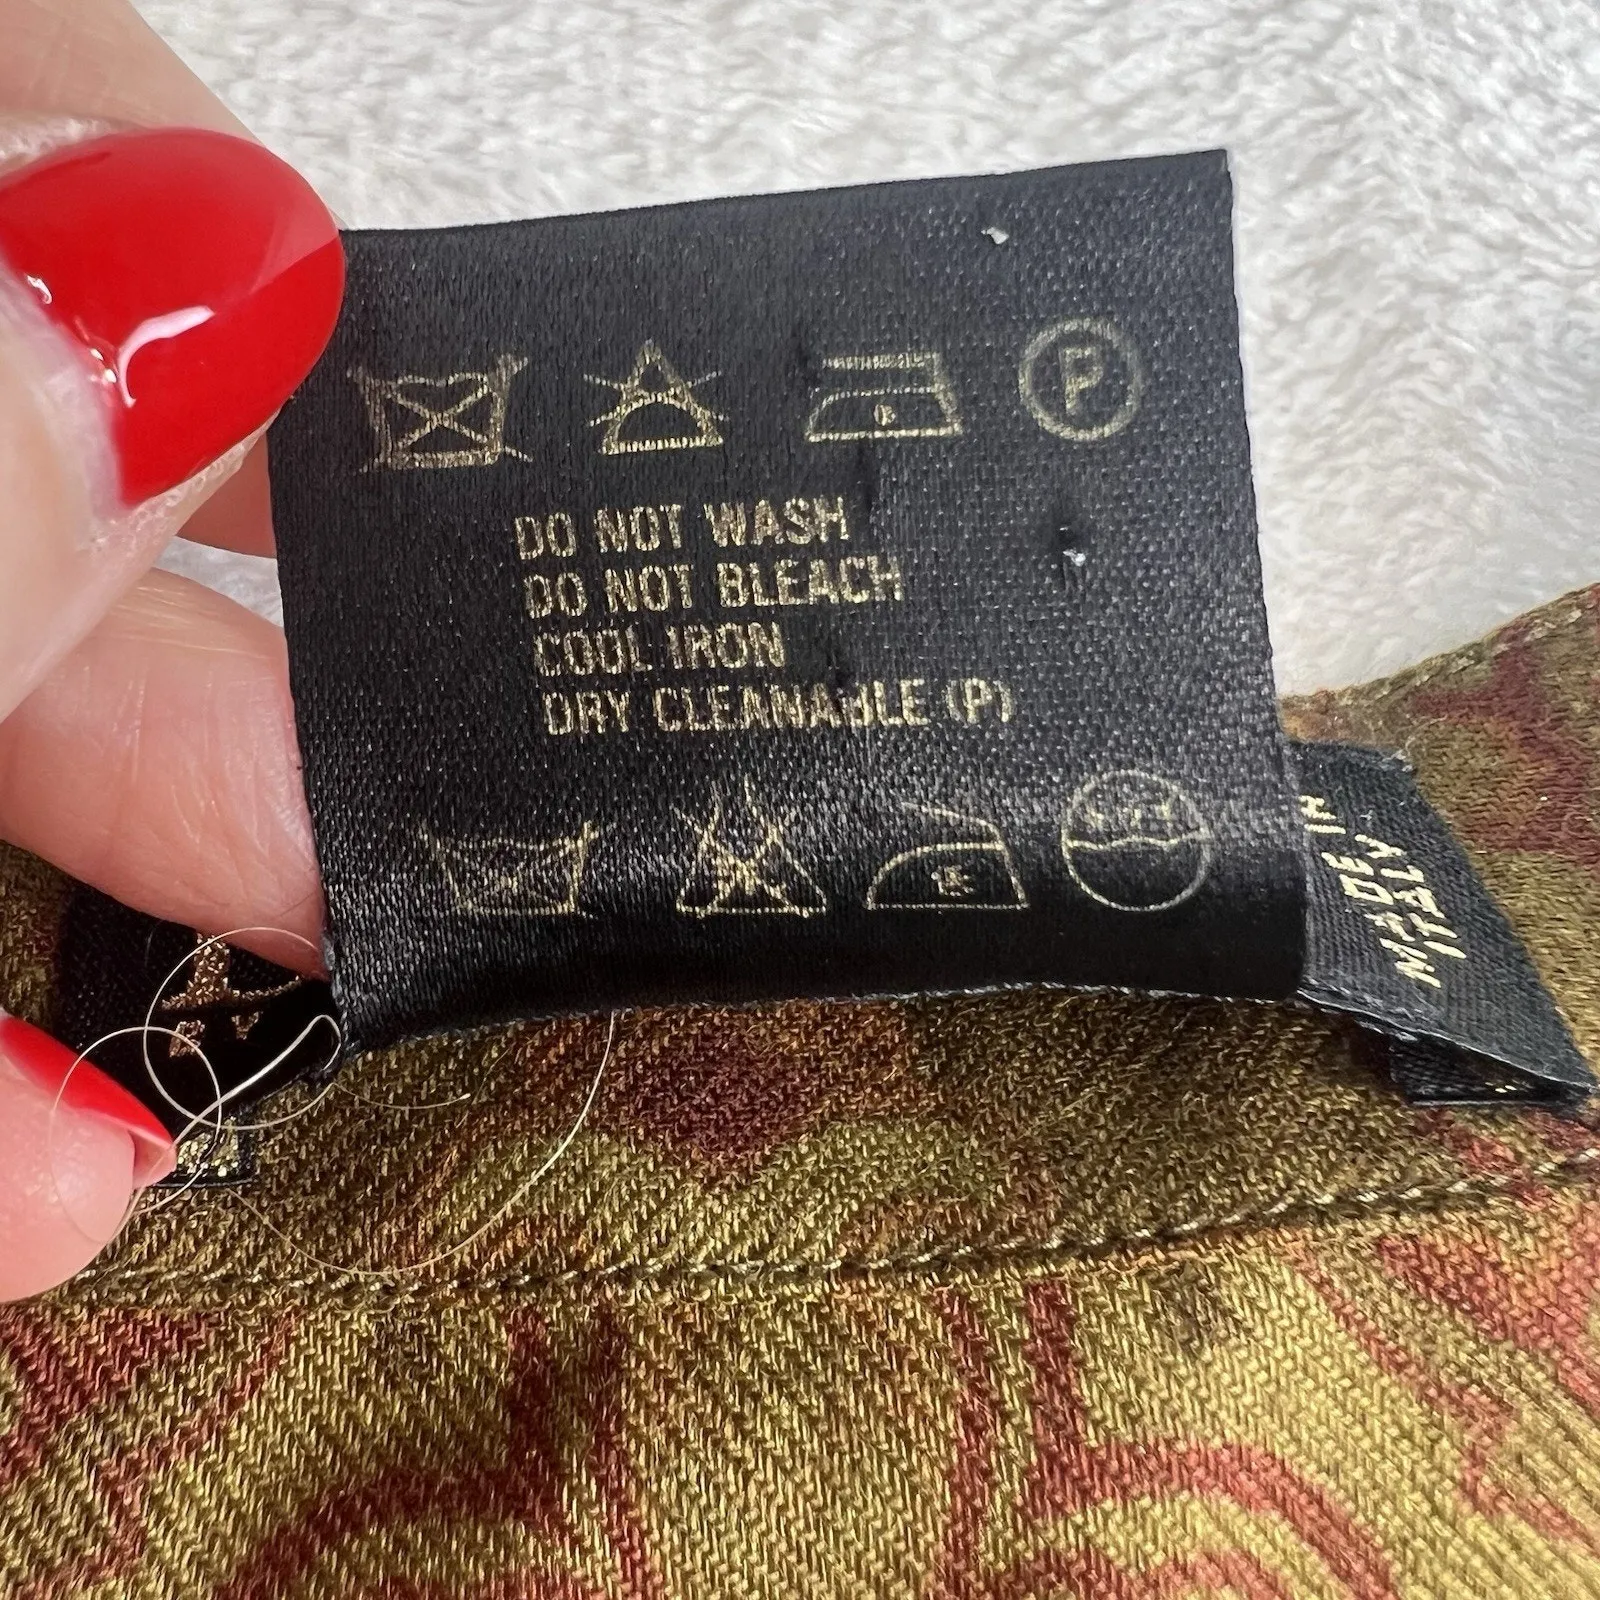 P
DO NOT WASH
DO NOT BLEACH
COOL IRON
DRY CLEANABLE (P)
MADE IN
ITALY